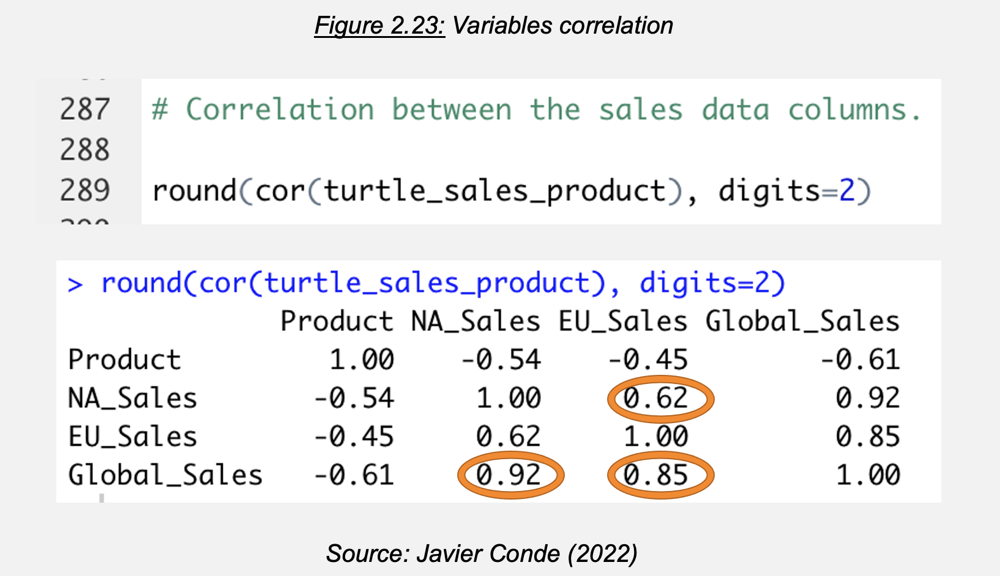 Figure 2.23: Variables correlation
287 # Correlation between the sales data columns.
288
289 round(cor(turtle_sales_product), digits=2)
> round(cor(turtle_sales_product), digits=2)
Product NA_Sales EU_Sales Global_Sales
Product 1.00 -0.54 -0.45 -0.61
NA_Sales -0.54 1.00 0.62 0.92
EU_Sales -0.45 0.62 1.00 0.85
Global_Sales -0.61 0.92 0.85 1.00
Source: Javier Conde (2022)